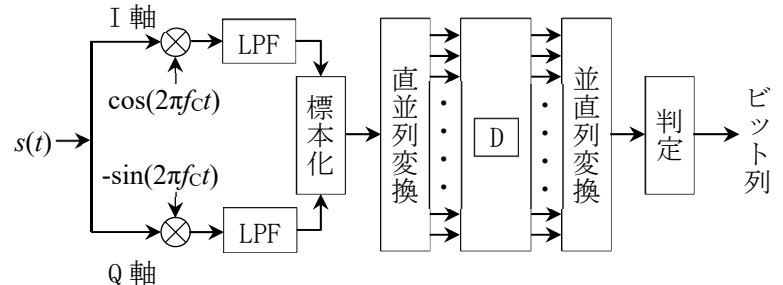 I 軸
LPF
cos(2πfCt)
s(t)
-sin(2πfCt)
LPF
Q 軸
標本化
直並列変換
D
並直列変換
判定
ビット列